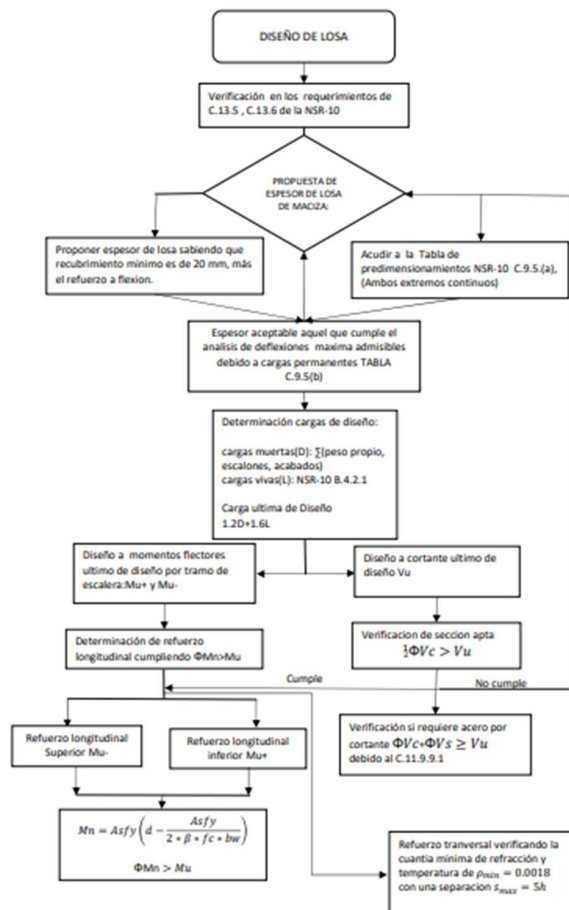 DISEÑO DE LOSA
Verificación en los requerimientos de
C.13.5 , C.13.6 de la NSR-10
PROPUESTA DE
ESPESOR DE LOSA
DE MACIZA:
Proponer espesor de losa sabiendo que
recubrimiento minimo es de 20 mm, más
el refuerzo a flexion.
Acudir a la Tabla de
predimensionamientos NSR-10 C.9.5.(a),
(Ambos extremos continuos)
Espesor aceptable aquel que cumple el
analisis de deflexiones maxima admisibles
debido a cargas permanentes TABLA
C.9.5(b)
Determinación cargas de diseño:
cargas muertas(D): ∑(peso propio,
escalones, acabados)
cargas vivas(L): NSR-10 B.4.2.1
Carga ultima de Diseño
1.2D+1.6L
Diseño a momentos flectores
ultimo de diseño por tramo de
escalera:Mu+ y Mu-
Diseño a cortante ultimo de
diseño Vu
Determinación de refuerzo
longitudinal cumpliendo ΦMn>Mu
Verificacion de seccion apta
½ΦVc > Vu
Cumple
No cumple
Refuerzo longitudinal
Superior Mu-
Refuerzo longitudinal
inferior Mu+
Verificación si requiere acero por
cortante ΦVc+ΦVs ≥ Vu
debido al C.11.9.9.1
Mn = Asfy(d − Asfy / (2 * β * fc * bw))
ΦMn > Mu
Refuerzo tranversal verificando la
cuantia minima de refracción y
temperatura de ρmin = 0.0018
con una separacion smax = 5h